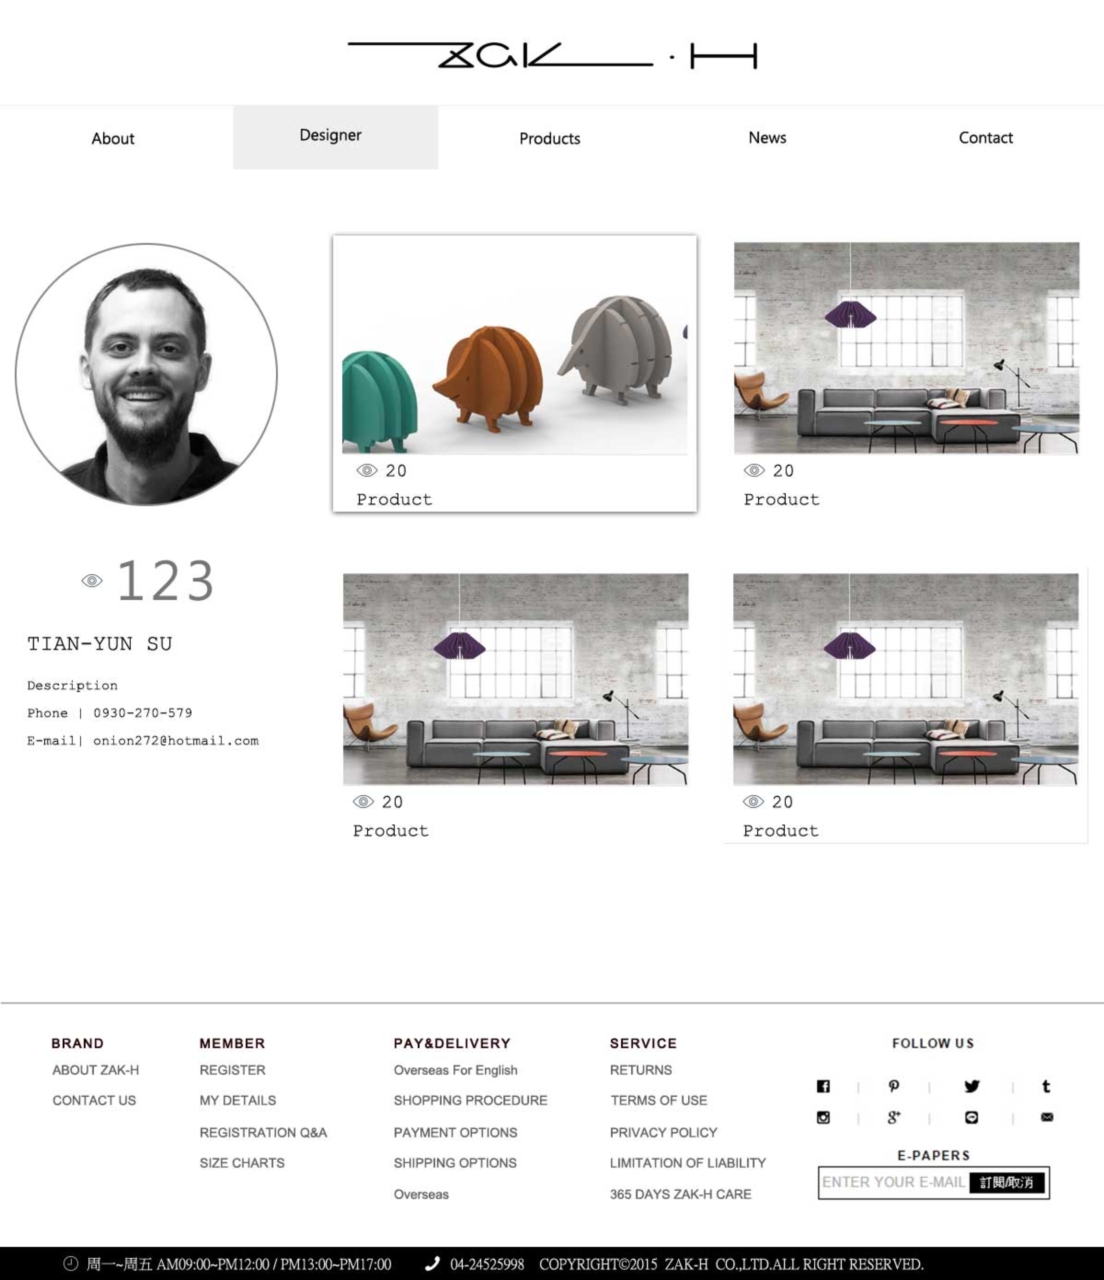 ZAK·H
About
Designer
Products
News
Contact
20
Product
20
Product
123
TIAN-YUN SU
Description
Phone | 0930-270-579
E-mail| onion272@hotmail.com
20
Product
20
Product
BRAND
ABOUT ZAK-H
CONTACT US
MEMBER
REGISTER
MY DETAILS
REGISTRATION Q&A
SIZE CHARTS
PAY&DELIVERY
Overseas For English
SHOPPING PROCEDURE
PAYMENT OPTIONS
SHIPPING OPTIONS
Overseas
SERVICE
RETURNS
TERMS OF USE
PRIVACY POLICY
LIMITATION OF LIABILITY
365 DAYS ZAK-H CARE
FOLLOW US
E-PAPERS
ENTER YOUR E-MAIL 訂閱/取消
周一~周五 AM09:00~PM12:00 / PM13:00~PM17:00 04-24525998 COPYRIGHT©2015 ZAK-H CO.,LTD.ALL RIGHT RESERVED.